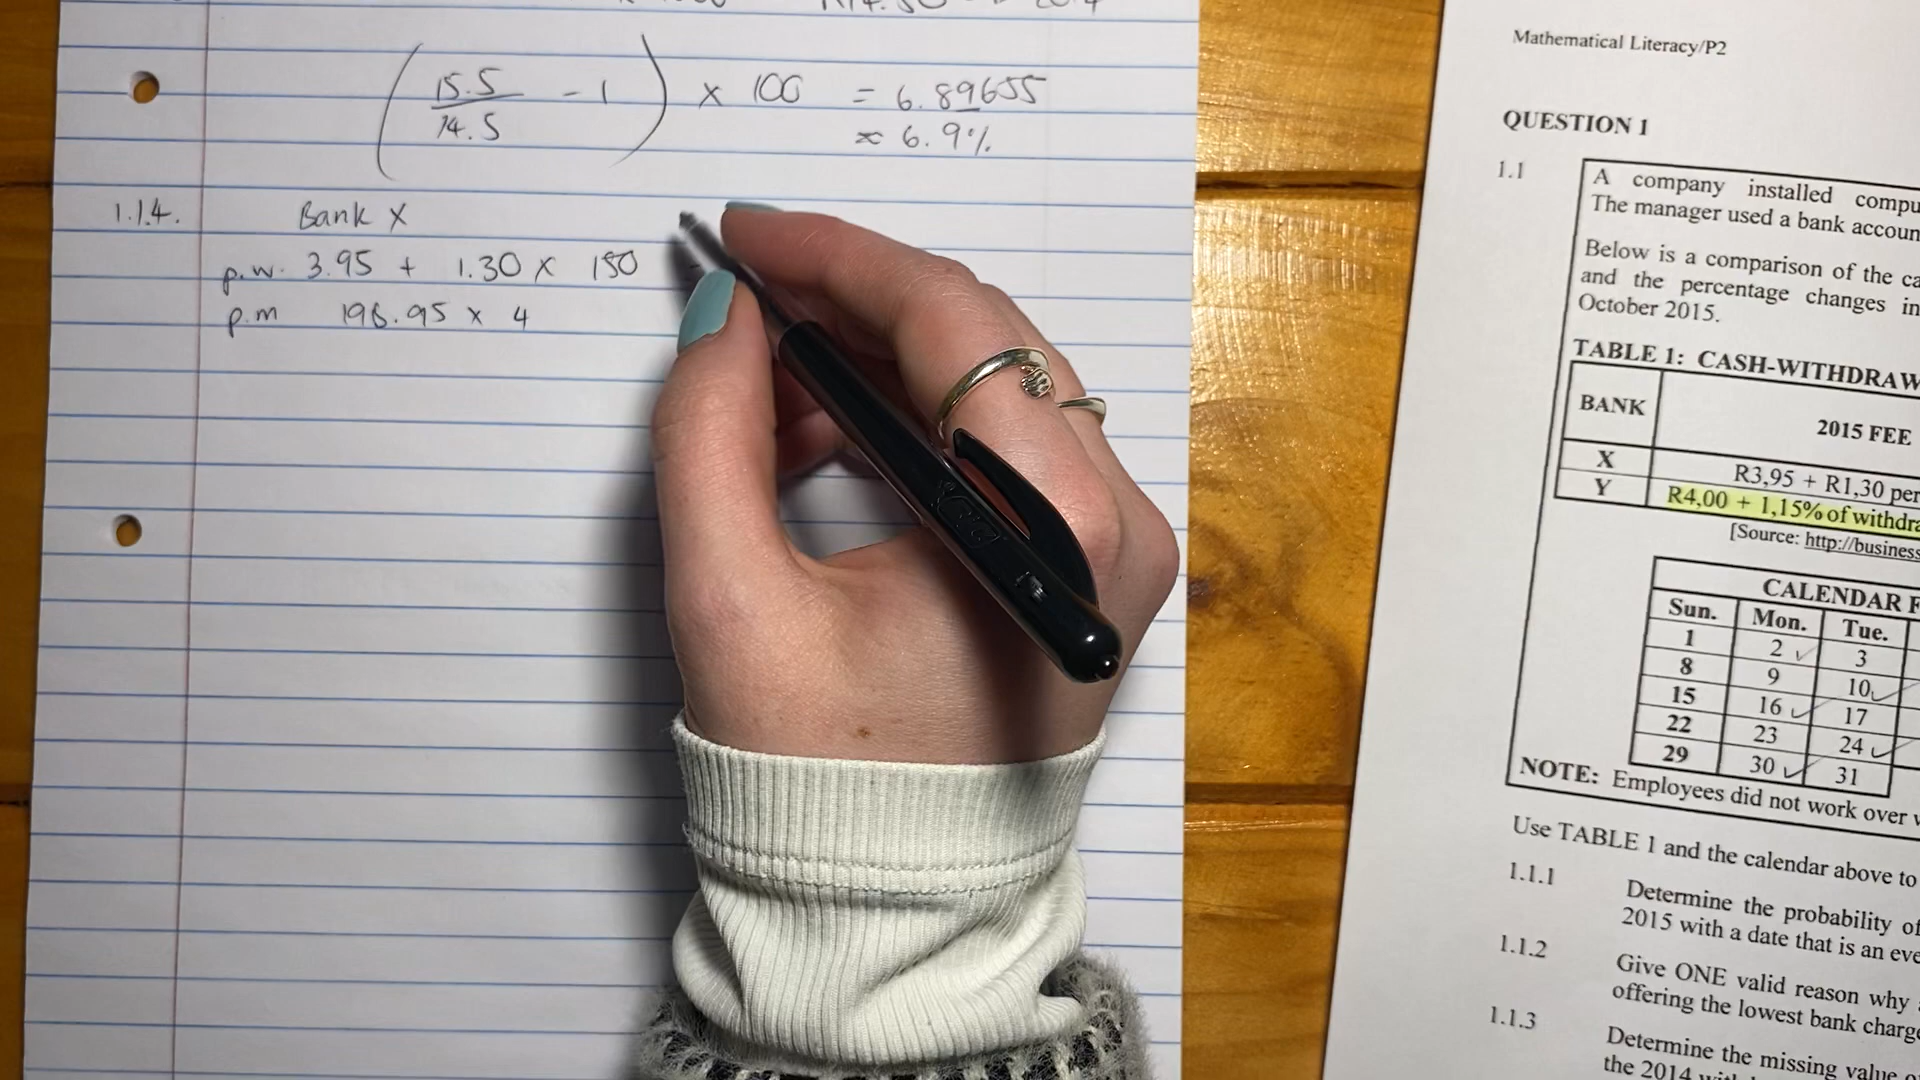 ( 15.5 / 14.5 - 1 ) × 100 = 6.89655
≈ 6.9%
1.1.4. Bank X
p.w. 3.95 + 1.30 × 150
p.m 198.95 × 4
Mathematical Literacy/P2
QUESTION 1
1.1
A company installed
The manager used a bank
Below is a comparison of the
and the percentage changes in
October 2015.
TABLE 1: CASH-WITHDRAW
BANK 2015 FEE
X R3,95 + R1,30 per
Y R4,00 + 1,15% of
[Source: http://business
CALENDAR F
Sun. Mon. Tue.
1 2 ✓ 3
8 9 10 ✓
15 16 ✓ 17
22 23 24 ✓
29 30 ✓ 31
NOTE: Employees did not work over
Use TABLE 1 and the calendar above to
1.1.1 Determine the probability of
2015 with a date that is an
1.1.2 Give ONE valid reason why
offering the lowest bank
1.1.3 Determine the missing value
the 2014